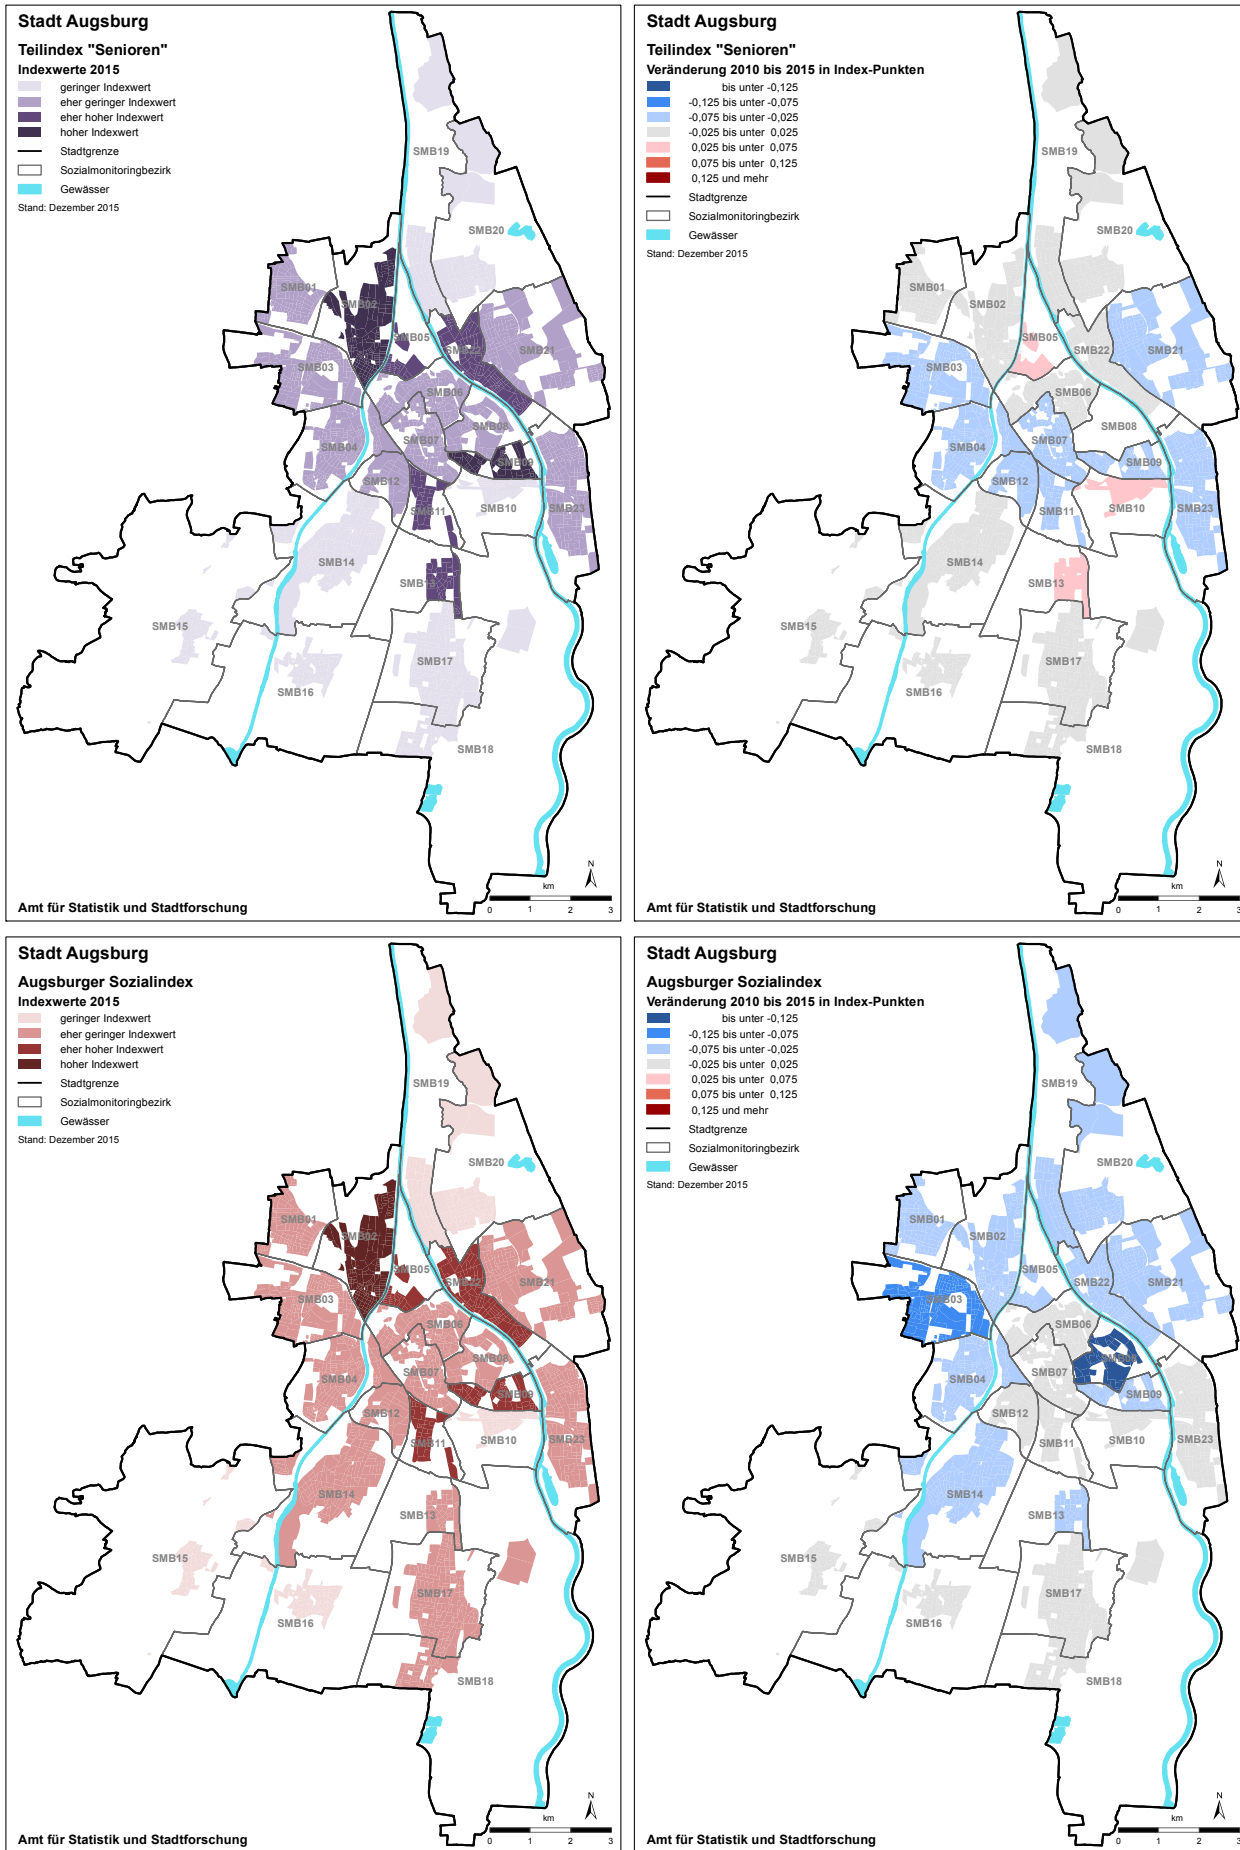 Stadt Augsburg
Teilindex "Senioren"
Indexwerte 2015
geringer Indexwert
eher geringer Indexwert
eher hoher Indexwert
hoher Indexwert
Stadtgrenze
Sozialmonitoringbezirk
Gewässer
Stand: Dezember 2015
SMB19
SMB20
SMB01
SMB02
SMB05
SMB22
SMB21
SMB03
SMB06
SMB08
SMB07
SMB04
SMB09
SMB12
SMB10
SMB23
SMB11
SMB14
SMB13
SMB15
SMB17
SMB16
SMB18
N
km
0 1 2 3
Amt für Statistik und Stadtforschung
Stadt Augsburg
Teilindex "Senioren"
Veränderung 2010 bis 2015 in Index-Punkten
bis unter -0,125
-0,125 bis unter -0,075
-0,075 bis unter -0,025
-0,025 bis unter 0,025
0,025 bis unter 0,075
0,075 bis unter 0,125
0,125 und mehr
Stadtgrenze
Sozialmonitoringbezirk
Gewässer
Stand: Dezember 2015
SMB19
SMB20
SMB01
SMB02
SMB05
SMB22
SMB21
SMB03
SMB06
SMB08
SMB07
SMB04
SMB09
SMB12
SMB10
SMB23
SMB11
SMB14
SMB13
SMB15
SMB17
SMB16
SMB18
N
km
0 1 2 3
Amt für Statistik und Stadtforschung
Stadt Augsburg
Augsburger Sozialindex
Indexwerte 2015
geringer Indexwert
eher geringer Indexwert
eher hoher Indexwert
hoher Indexwert
Stadtgrenze
Sozialmonitoringbezirk
Gewässer
Stand: Dezember 2015
SMB19
SMB20
SMB01
SMB02
SMB05
SMB22
SMB21
SMB03
SMB06
SMB08
SMB07
SMB04
SMB09
SMB12
SMB10
SMB23
SMB11
SMB14
SMB13
SMB15
SMB17
SMB16
SMB18
N
km
0 1 2 3
Amt für Statistik und Stadtforschung
Stadt Augsburg
Augsburger Sozialindex
Veränderung 2010 bis 2015 in Index-Punkten
bis unter -0,125
-0,125 bis unter -0,075
-0,075 bis unter -0,025
-0,025 bis unter 0,025
0,025 bis unter 0,075
0,075 bis unter 0,125
0,125 und mehr
Stadtgrenze
Sozialmonitoringbezirk
Gewässer
Stand: Dezember 2015
SMB19
SMB20
SMB01
SMB02
SMB05
SMB22
SMB21
SMB03
SMB06
SMB08
SMB07
SMB04
SMB09
SMB12
SMB10
SMB23
SMB11
SMB14
SMB13
SMB15
SMB17
SMB16
SMB18
N
km
0 1 2 3
Amt für Statistik und Stadtforschung